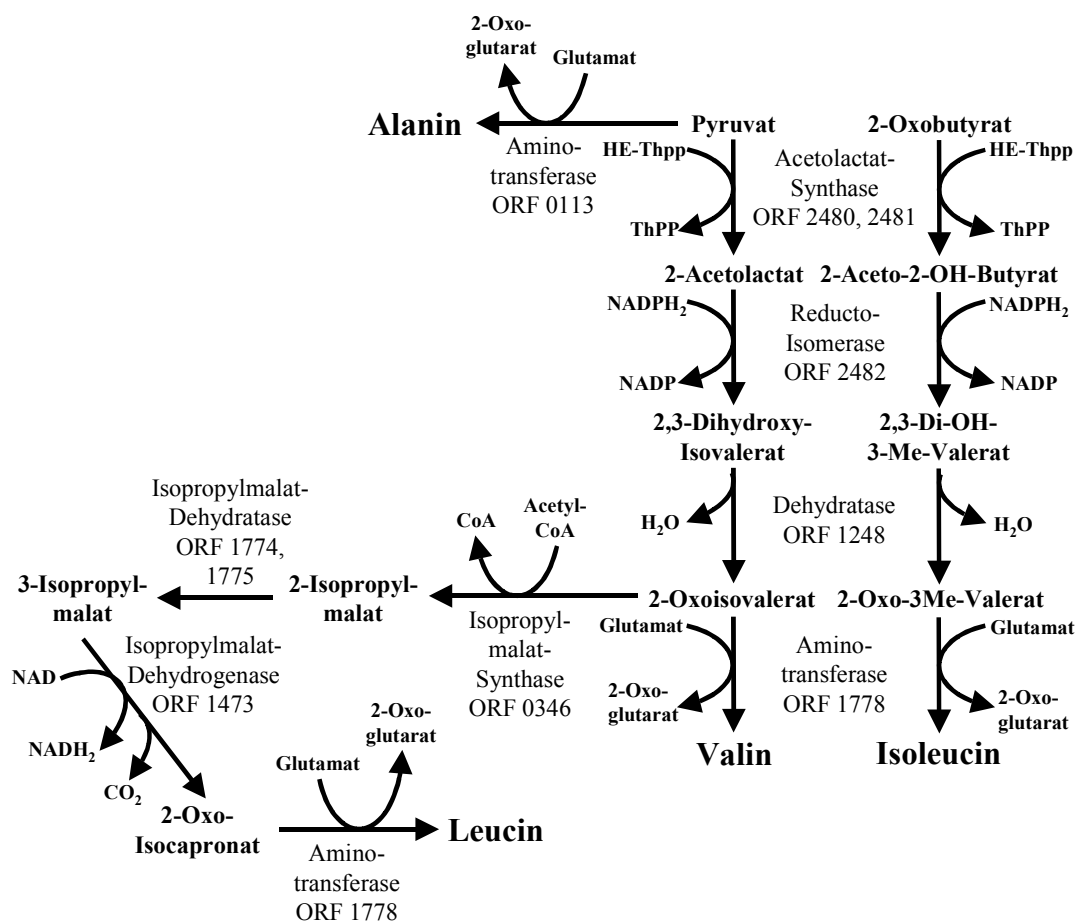 2-Oxo-
glutarat
Glutamat
Alanin
Pyruvat
2-Oxobutyrat
Amino-
transferase
ORF 0113
HE-Thpp
Acetolactat-
Synthase
ORF 2480, 2481
HE-Thpp
ThPP
ThPP
2-Acetolactat
2-Aceto-2-OH-Butyrat
NADPH₂
Reducto-
Isomerase
ORF 2482
NADPH₂
NADP
NADP
2,3-Dihydroxy-
Isovalerat
2,3-Di-OH-
3-Me-Valerat
H₂O
Dehydratase
ORF 1248
H₂O
Isopropylmalat-
Dehydratase
ORF 1774,
1775
CoA
Acetyl-
CoA
3-Isopropyl-
malat
2-Isopropyl-
malat
2-Oxoisovalerat
2-Oxo-3Me-Valerat
Isopropyl-
malat-
Synthase
ORF 0346
Glutamat
Amino-
transferase
ORF 1778
Glutamat
2-Oxo-
glutarat
2-Oxo-
glutarat
Valin
Isoleucin
NAD
Isopropylmalat-
Dehydrogenase
ORF 1473
NADH₂
CO₂
2-Oxo-
Isocapronat
Glutamat
2-Oxo-
glutarat
Leucin
Amino-
transferase
ORF 1778